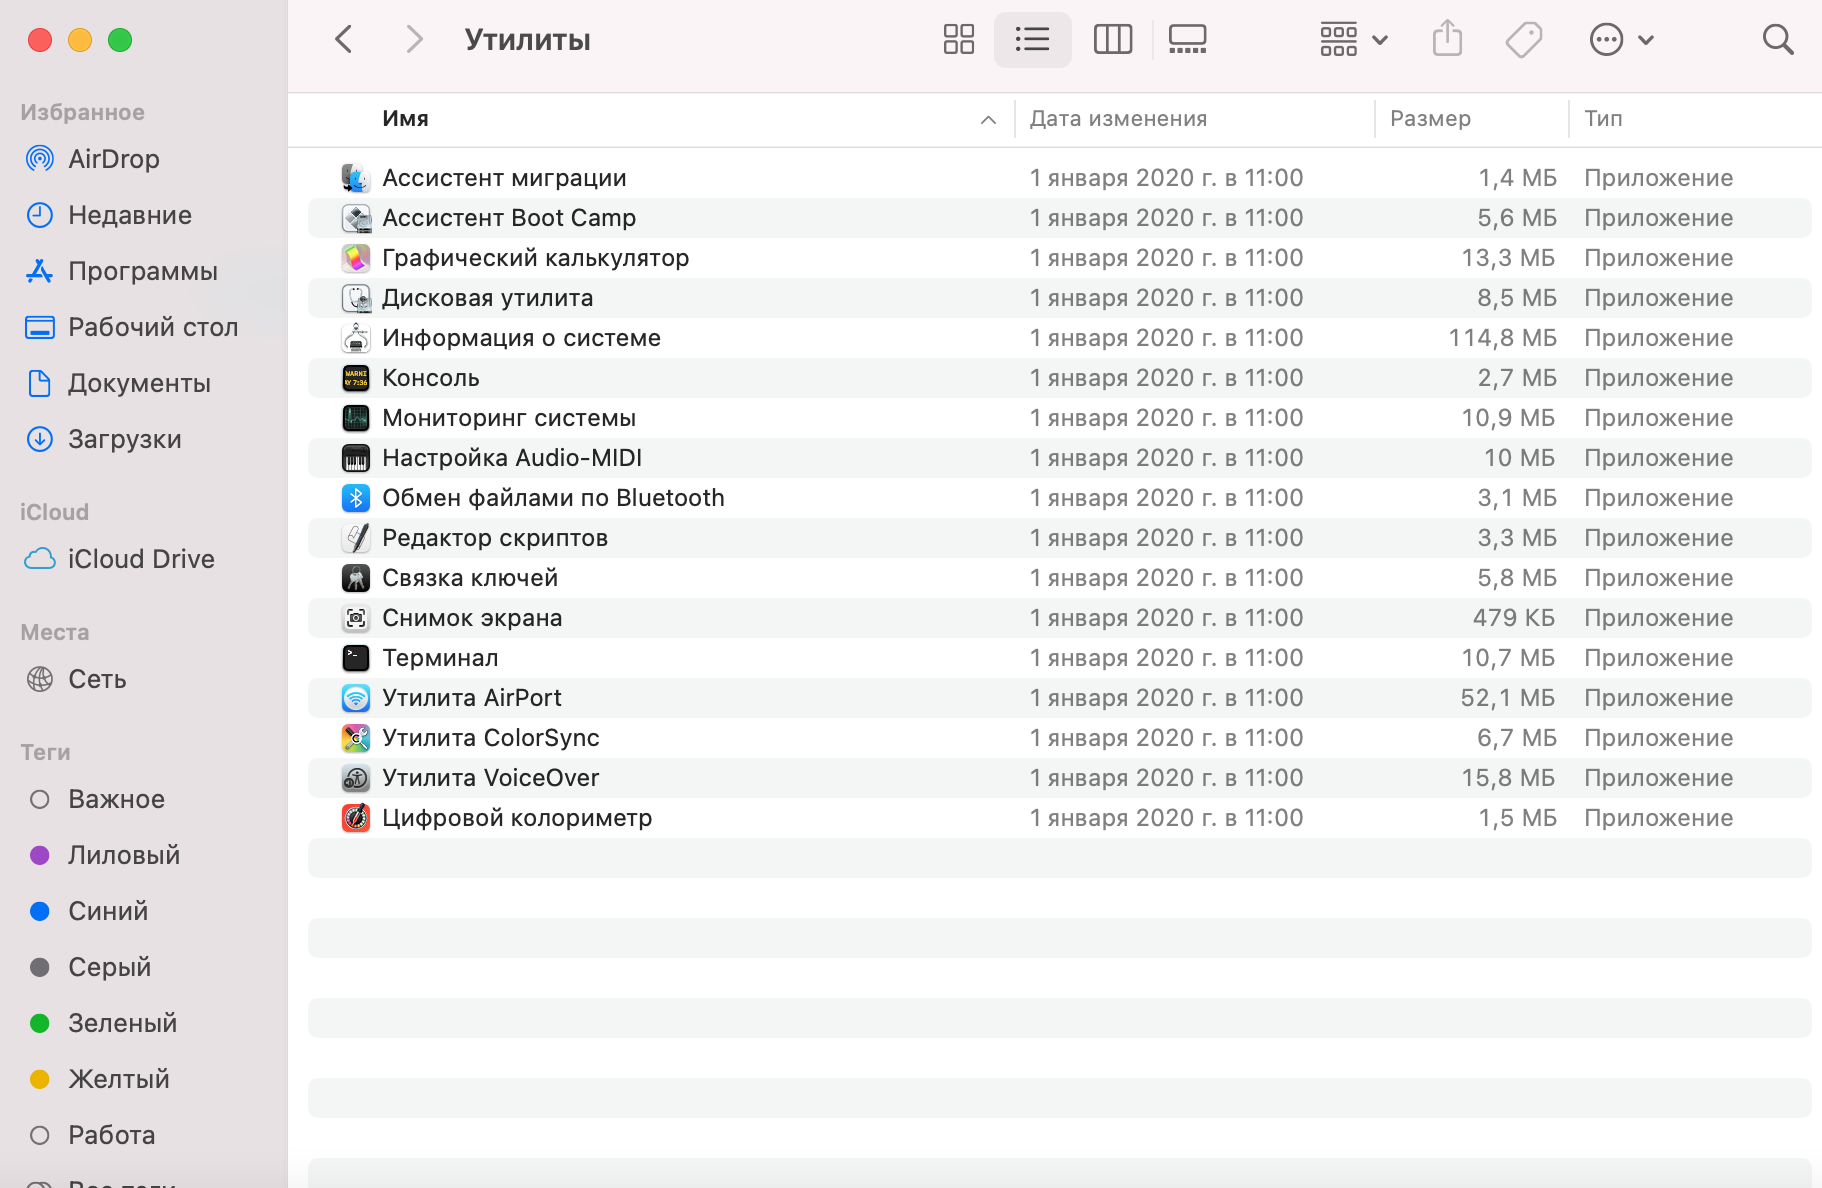 Утилиты
Избранное
AirDrop
Недавние
Программы
Рабочий стол
Документы
Загрузки
iCloud
iCloud Drive
Места
Сеть
Теги
Важное
Лиловый
Синий
Серый
Зеленый
Желтый
Работа
Все теги
Имя Дата изменения Размер Тип
Ассистент миграции 1 января 2020 г. в 11:00 1,4 МБ Приложение
Ассистент Boot Camp 1 января 2020 г. в 11:00 5,6 МБ Приложение
Графический калькулятор 1 января 2020 г. в 11:00 13,3 МБ Приложение
Дисковая утилита 1 января 2020 г. в 11:00 8,5 МБ Приложение
Информация о системе 1 января 2020 г. в 11:00 114,8 МБ Приложение
Консоль 1 января 2020 г. в 11:00 2,7 МБ Приложение
Мониторинг системы 1 января 2020 г. в 11:00 10,9 МБ Приложение
Настройка Audio-MIDI 1 января 2020 г. в 11:00 10 МБ Приложение
Обмен файлами по Bluetooth 1 января 2020 г. в 11:00 3,1 МБ Приложение
Редактор скриптов 1 января 2020 г. в 11:00 3,3 МБ Приложение
Связка ключей 1 января 2020 г. в 11:00 5,8 МБ Приложение
Снимок экрана 1 января 2020 г. в 11:00 479 КБ Приложение
Терминал 1 января 2020 г. в 11:00 10,7 МБ Приложение
Утилита AirPort 1 января 2020 г. в 11:00 52,1 МБ Приложение
Утилита ColorSync 1 января 2020 г. в 11:00 6,7 МБ Приложение
Утилита VoiceOver 1 января 2020 г. в 11:00 15,8 МБ Приложение
Цифровой колориметр 1 января 2020 г. в 11:00 1,5 МБ Приложение